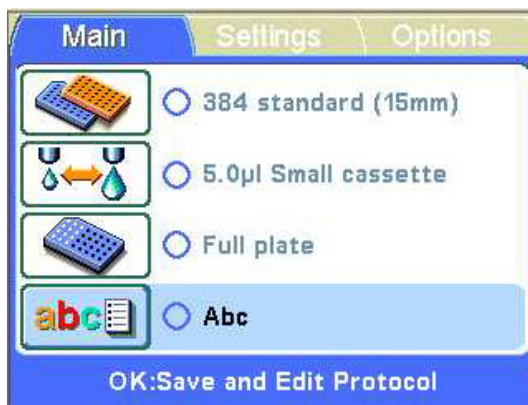 Main Settings Options
384 standard (15mm)
5.0µl Small cassette
Full plate
abc Abc
OK:Save and Edit Protocol